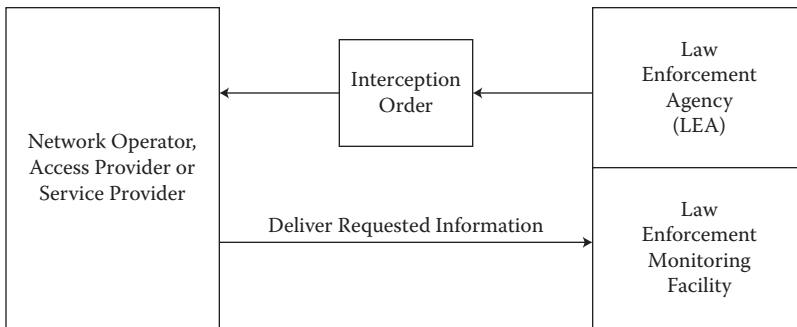 Network Operator,
Access Provider or
Service Provider
Interception
Order
Law
Enforcement
Agency
(LEA)
Deliver Requested Information
Law
Enforcement
Monitoring
Facility